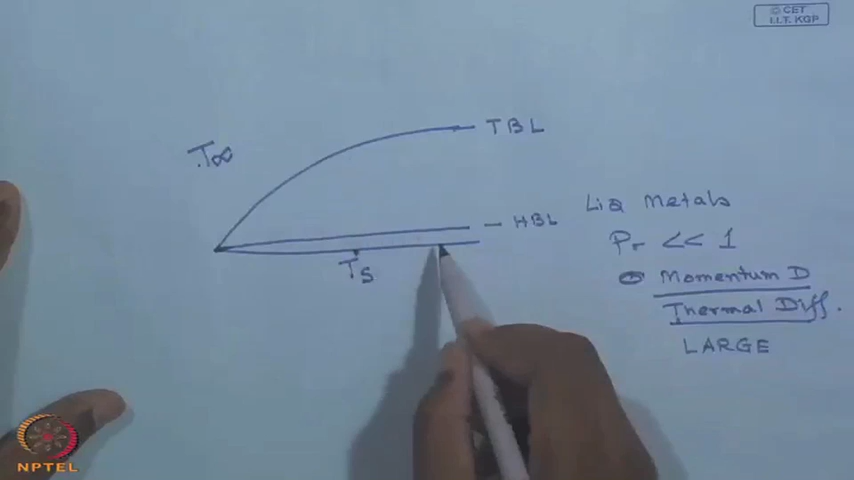 © CET
I.I.T. KGP
T∞
TBL
HBL
Ts
Liq Metals
Pr << 1
Momentum D
Thermal Diff.
LARGE
NPTEL